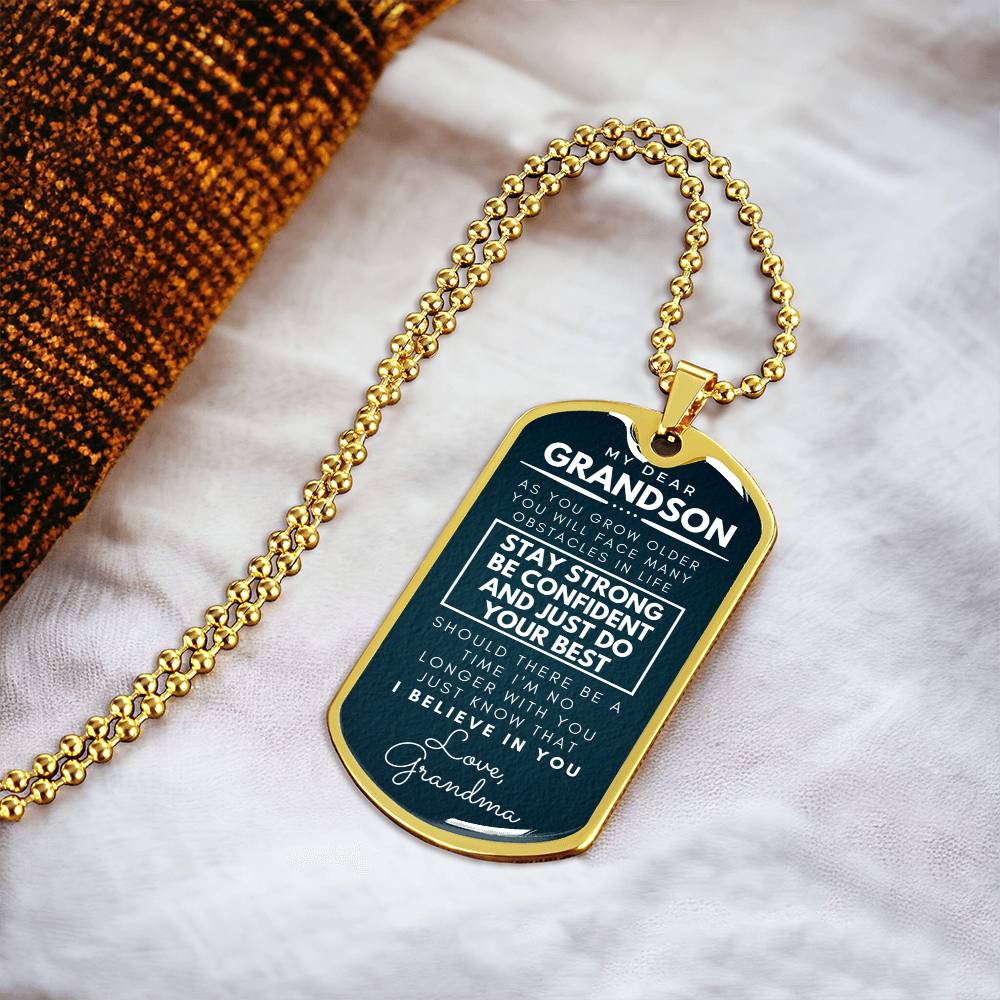 MY DEAR
GRANDSON
AS YOU GROW OLDER
YOU WILL FACE MANY
OBSTACLES IN LIFE
STAY STRONG
BE CONFIDENT
AND JUST DO
YOUR BEST
SHOULD THERE BE A
TIME I'M NO
LONGER WITH YOU
JUST KNOW THAT
I BELIEVE IN YOU
Love,
Grandma